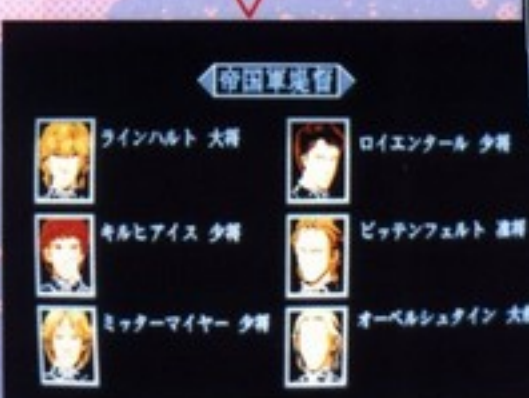 帝国軍提督
ラインハルト 大将
ロイエンタール 少将
キルヒアイス 少将
ビッテンフェルト 准将
ミッターマイヤー 少将
オーベルシュタイン 大